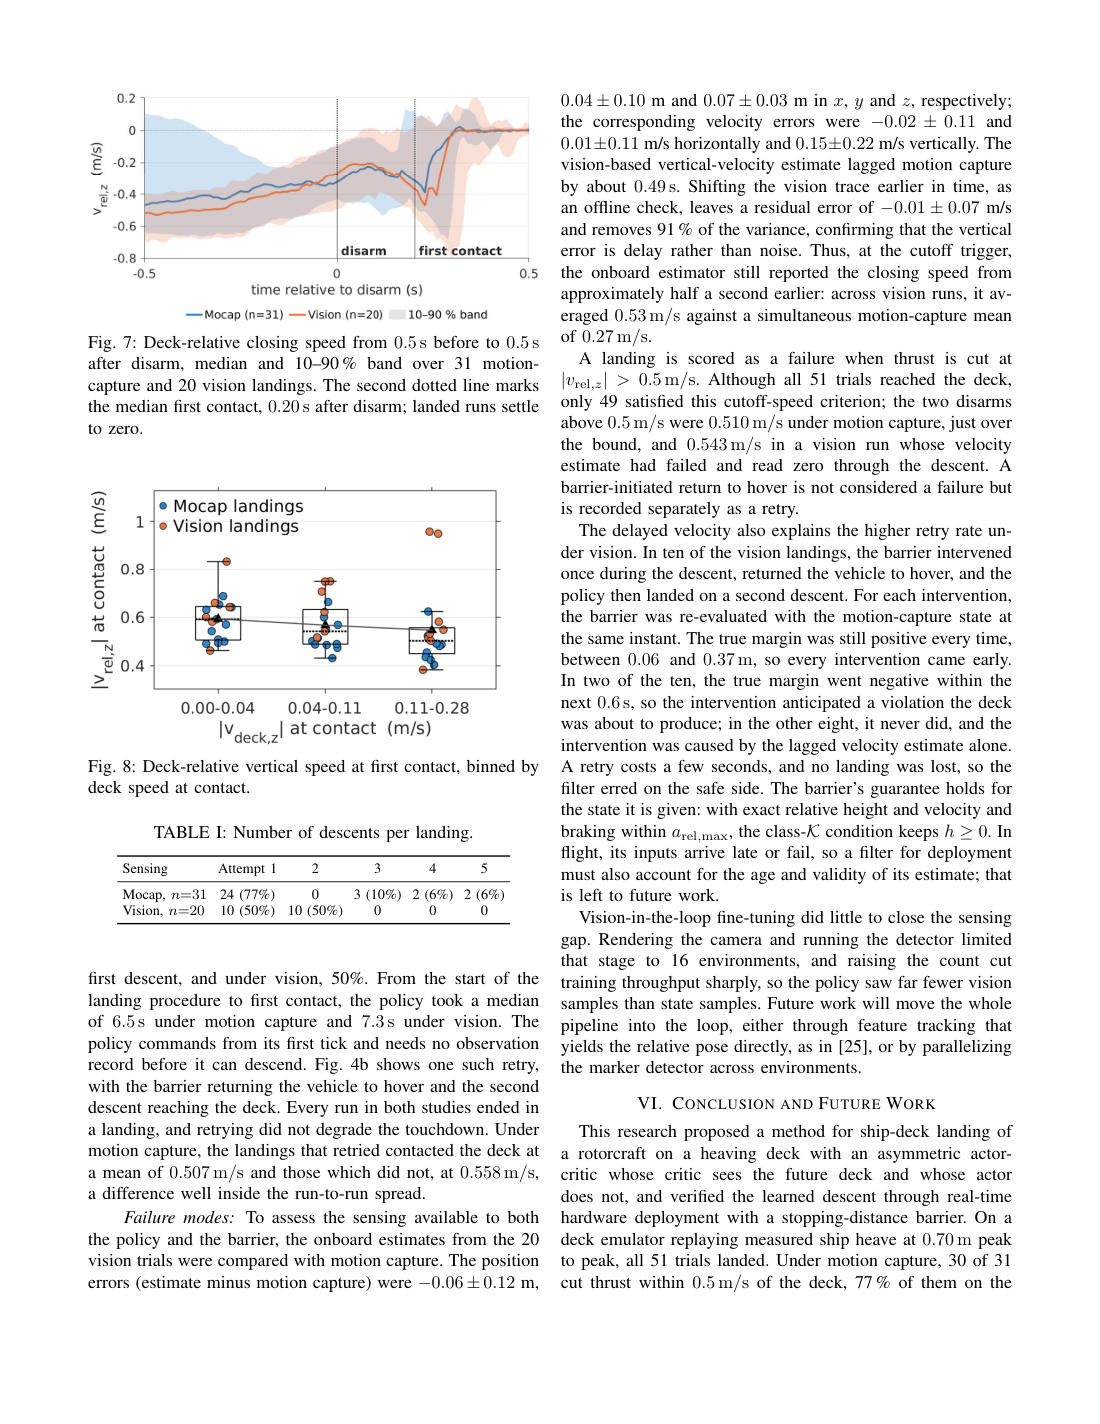 0.2
0
-0.2
-0.4
-0.6
-0.8
v_rel,z (m/s)
disarm
first contact
-0.5
0
0.5
time relative to disarm (s)
Mocap (n=31) Vision (n=20) 10–90 % band
Fig. 7: Deck-relative closing speed from 0.5 s before to 0.5 s
after disarm, median and 10–90 % band over 31 motion-
capture and 20 vision landings. The second dotted line marks
the median first contact, 0.20 s after disarm; landed runs settle
to zero.
Mocap landings
Vision landings
1
0.8
0.6
0.4
|v_rel,z| at contact (m/s)
0.00-0.04 0.04-0.11 0.11-0.28
|v_deck,z| at contact (m/s)
Fig. 8: Deck-relative vertical speed at first contact, binned by
deck speed at contact.
TABLE I: Number of descents per landing.
Sensing Attempt 1 2 3 4 5
Mocap, n=31 24 (77%) 0 3 (10%) 2 (6%) 2 (6%)
Vision, n=20 10 (50%) 10 (50%) 0 0 0
first descent, and under vision, 50%. From the start of the
landing procedure to first contact, the policy took a median
of 6.5 s under motion capture and 7.3 s under vision. The
policy commands from its first tick and needs no observation
record before it can descend. Fig. 4b shows one such retry,
with the barrier returning the vehicle to hover and the second
descent reaching the deck. Every run in both studies ended in
a landing, and retrying did not degrade the touchdown. Under
motion capture, the landings that retried contacted the deck at
a mean of 0.507 m/s and those which did not, at 0.558 m/s,
a difference well inside the run-to-run spread.
Failure modes: To assess the sensing available to both
the policy and the barrier, the onboard estimates from the 20
vision trials were compared with motion capture. The position
errors (estimate minus motion capture) were −0.06 ± 0.12 m,
0.04 ± 0.10 m and 0.07 ± 0.03 m in x, y and z, respectively;
the corresponding velocity errors were −0.02 ± 0.11 and
0.01±0.11 m/s horizontally and 0.15±0.22 m/s vertically. The
vision-based vertical-velocity estimate lagged motion capture
by about 0.49 s. Shifting the vision trace earlier in time, as
an offline check, leaves a residual error of −0.01 ± 0.07 m/s
and removes 91 % of the variance, confirming that the vertical
error is delay rather than noise. Thus, at the cutoff trigger,
the onboard estimator still reported the closing speed from
approximately half a second earlier: across vision runs, it av-
eraged 0.53 m/s against a simultaneous motion-capture mean
of 0.27 m/s.
A landing is scored as a failure when thrust is cut at
|v_rel,z| > 0.5 m/s. Although all 51 trials reached the deck,
only 49 satisfied this cutoff-speed criterion; the two disarms
above 0.5 m/s were 0.510 m/s under motion capture, just over
the bound, and 0.543 m/s in a vision run whose velocity
estimate had failed and read zero through the descent. A
barrier-initiated return to hover is not considered a failure but
is recorded separately as a retry.
The delayed velocity also explains the higher retry rate un-
der vision. In ten of the vision landings, the barrier intervened
once during the descent, returned the vehicle to hover, and the
policy then landed on a second descent. For each intervention,
the barrier was re-evaluated with the motion-capture state at
the same instant. The true margin was still positive every time,
between 0.06 and 0.37 m, so every intervention came early.
In two of the ten, the true margin went negative within the
next 0.6 s, so the intervention anticipated a violation the deck
was about to produce; in the other eight, it never did, and the
intervention was caused by the lagged velocity estimate alone.
A retry costs a few seconds, and no landing was lost, so the
filter erred on the safe side. The barrier's guarantee holds for
the state it is given: with exact relative height and velocity and
braking within a_rel,max, the class-𝒦 condition keeps h ≥ 0. In
flight, its inputs arrive late or fail, so a filter for deployment
must also account for the age and validity of its estimate; that
is left to future work.
Vision-in-the-loop fine-tuning did little to close the sensing
gap. Rendering the camera and running the detector limited
that stage to 16 environments, and raising the count cut
training throughput sharply, so the policy saw far fewer vision
samples than state samples. Future work will move the whole
pipeline into the loop, either through feature tracking that
yields the relative pose directly, as in [25], or by parallelizing
the marker detector across environments.
VI. CONCLUSION AND FUTURE WORK
This research proposed a method for ship-deck landing of
a rotorcraft on a heaving deck with an asymmetric actor-
critic whose critic sees the future deck and whose actor
does not, and verified the learned descent through real-time
hardware deployment with a stopping-distance barrier. On a
deck emulator replaying measured ship heave at 0.70 m peak
to peak, all 51 trials landed. Under motion capture, 30 of 31
cut thrust within 0.5 m/s of the deck, 77 % of them on the